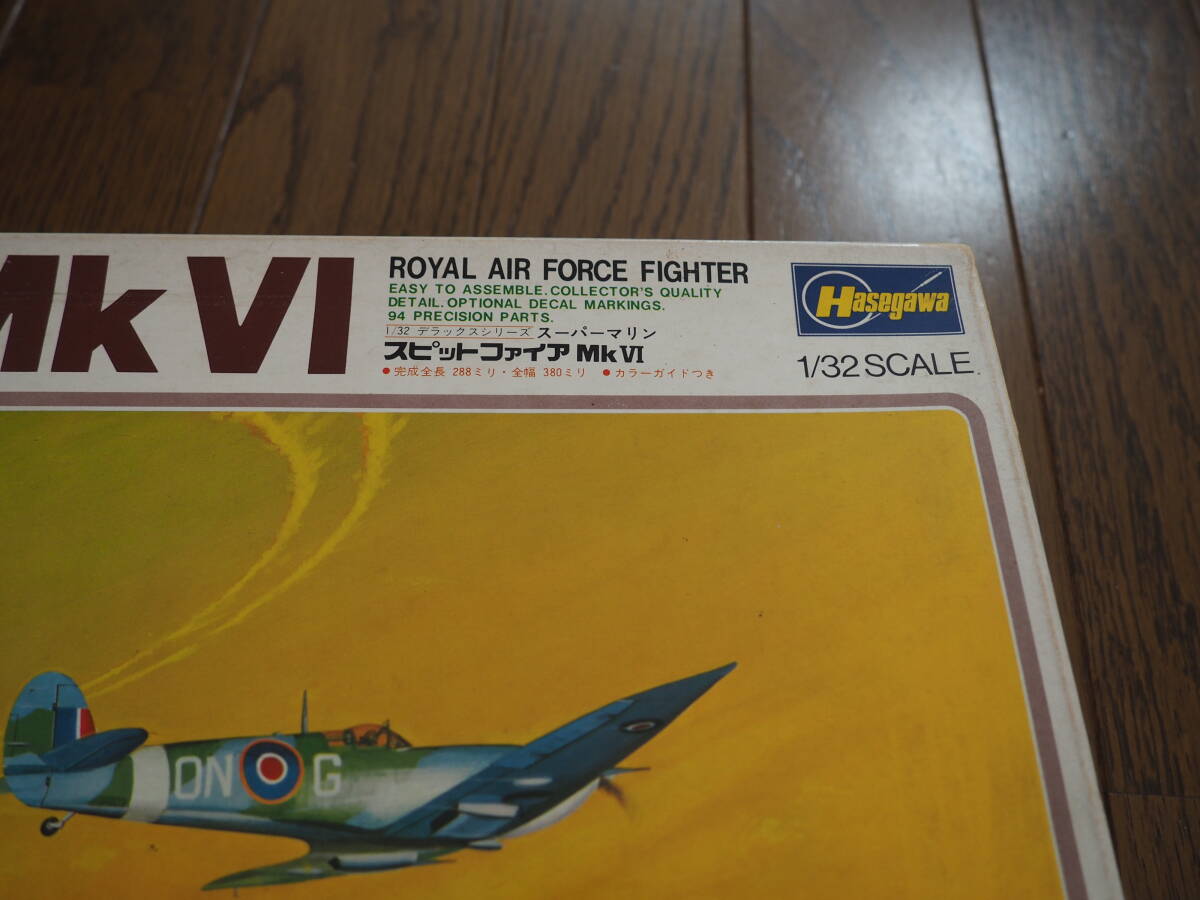 Mk VI
ROYAL AIR FORCE FIGHTER
EASY TO ASSEMBLE. COLLECTOR'S QUALITY
DETAIL. OPTIONAL DECAL MARKINGS.
94 PRECISION PARTS.
1/32 デラックスシリーズ スーパーマリン
スピットファイア Mk VI
●完成全長 288ミリ・全幅 380ミリ ●カラーガイドつき
Hasegawa
1/32 SCALE
ON G